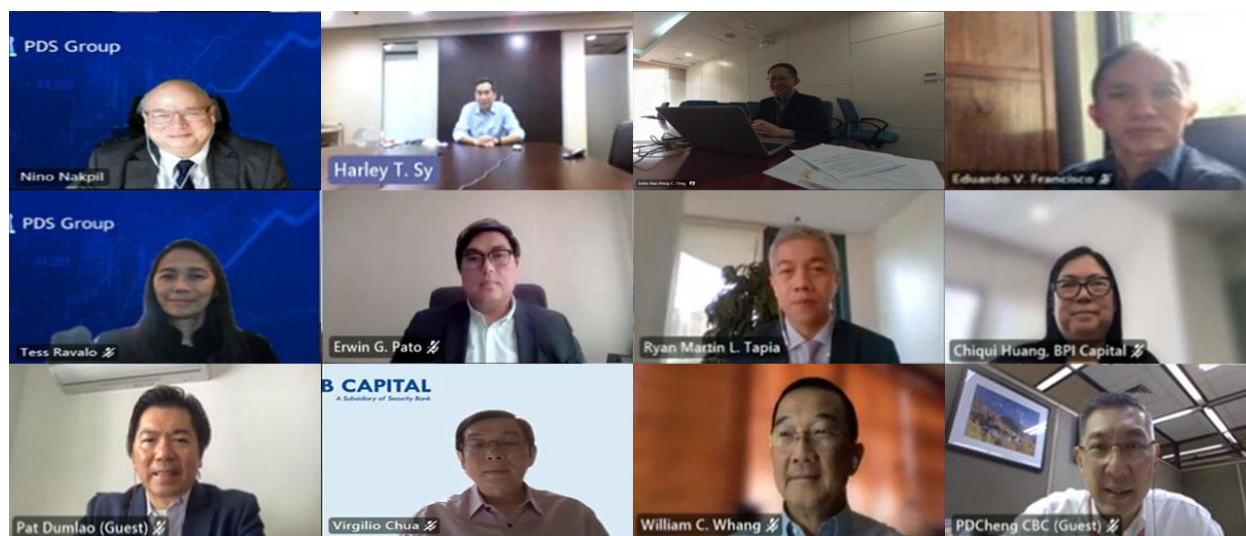 PDS Group
Nino Nakpil
Harley T. Sy
Eduardo V. Francisco
PDS Group
Tess Ravalo
Erwin G. Pato
Ryan Martin L. Tapia
Chiqui Huang, BPI Capital
Pat Dumlao (Guest)
B CAPITAL
A Subsidiary of Security Bank
Virgilio Chua
William C. Whang
PDCheng CBC (Guest)